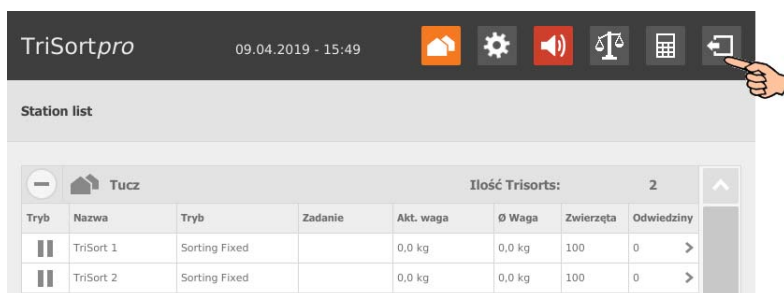 TriSortpro 09.04.2019 - 15:49
Station list
Tucz Ilość Trisorts: 2
Tryb Nazwa Tryb Zadanie Akt. waga Ø Waga Zwierzęta Odwiedziny
TriSort 1 Sorting Fixed 0,0 kg 0,0 kg 100 0
TriSort 2 Sorting Fixed 0,0 kg 0,0 kg 100 0